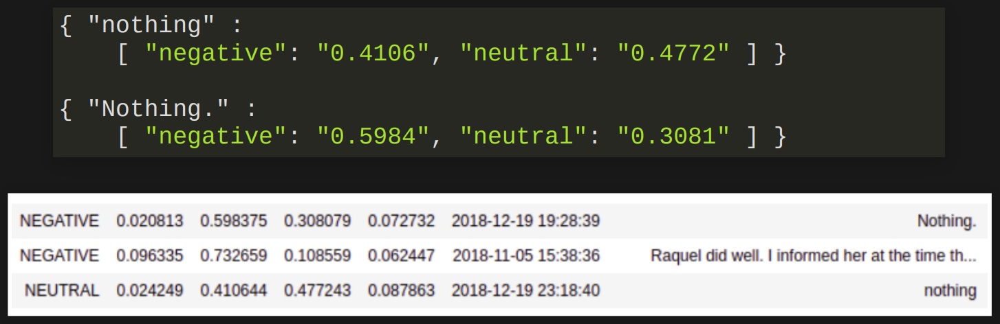 { "nothing" :
[ "negative": "0.4106", "neutral": "0.4772" ] }
{ "Nothing." :
[ "negative": "0.5984", "neutral": "0.3081" ] }
NEGATIVE 0.020813 0.598375 0.308079 0.072732 2018-12-19 19:28:39 Nothing.
NEGATIVE 0.096335 0.732659 0.108559 0.062447 2018-11-05 15:38:36 Raquel did well. I informed her at the time th...
NEUTRAL 0.024249 0.410644 0.477243 0.087863 2018-12-19 23:18:40 nothing